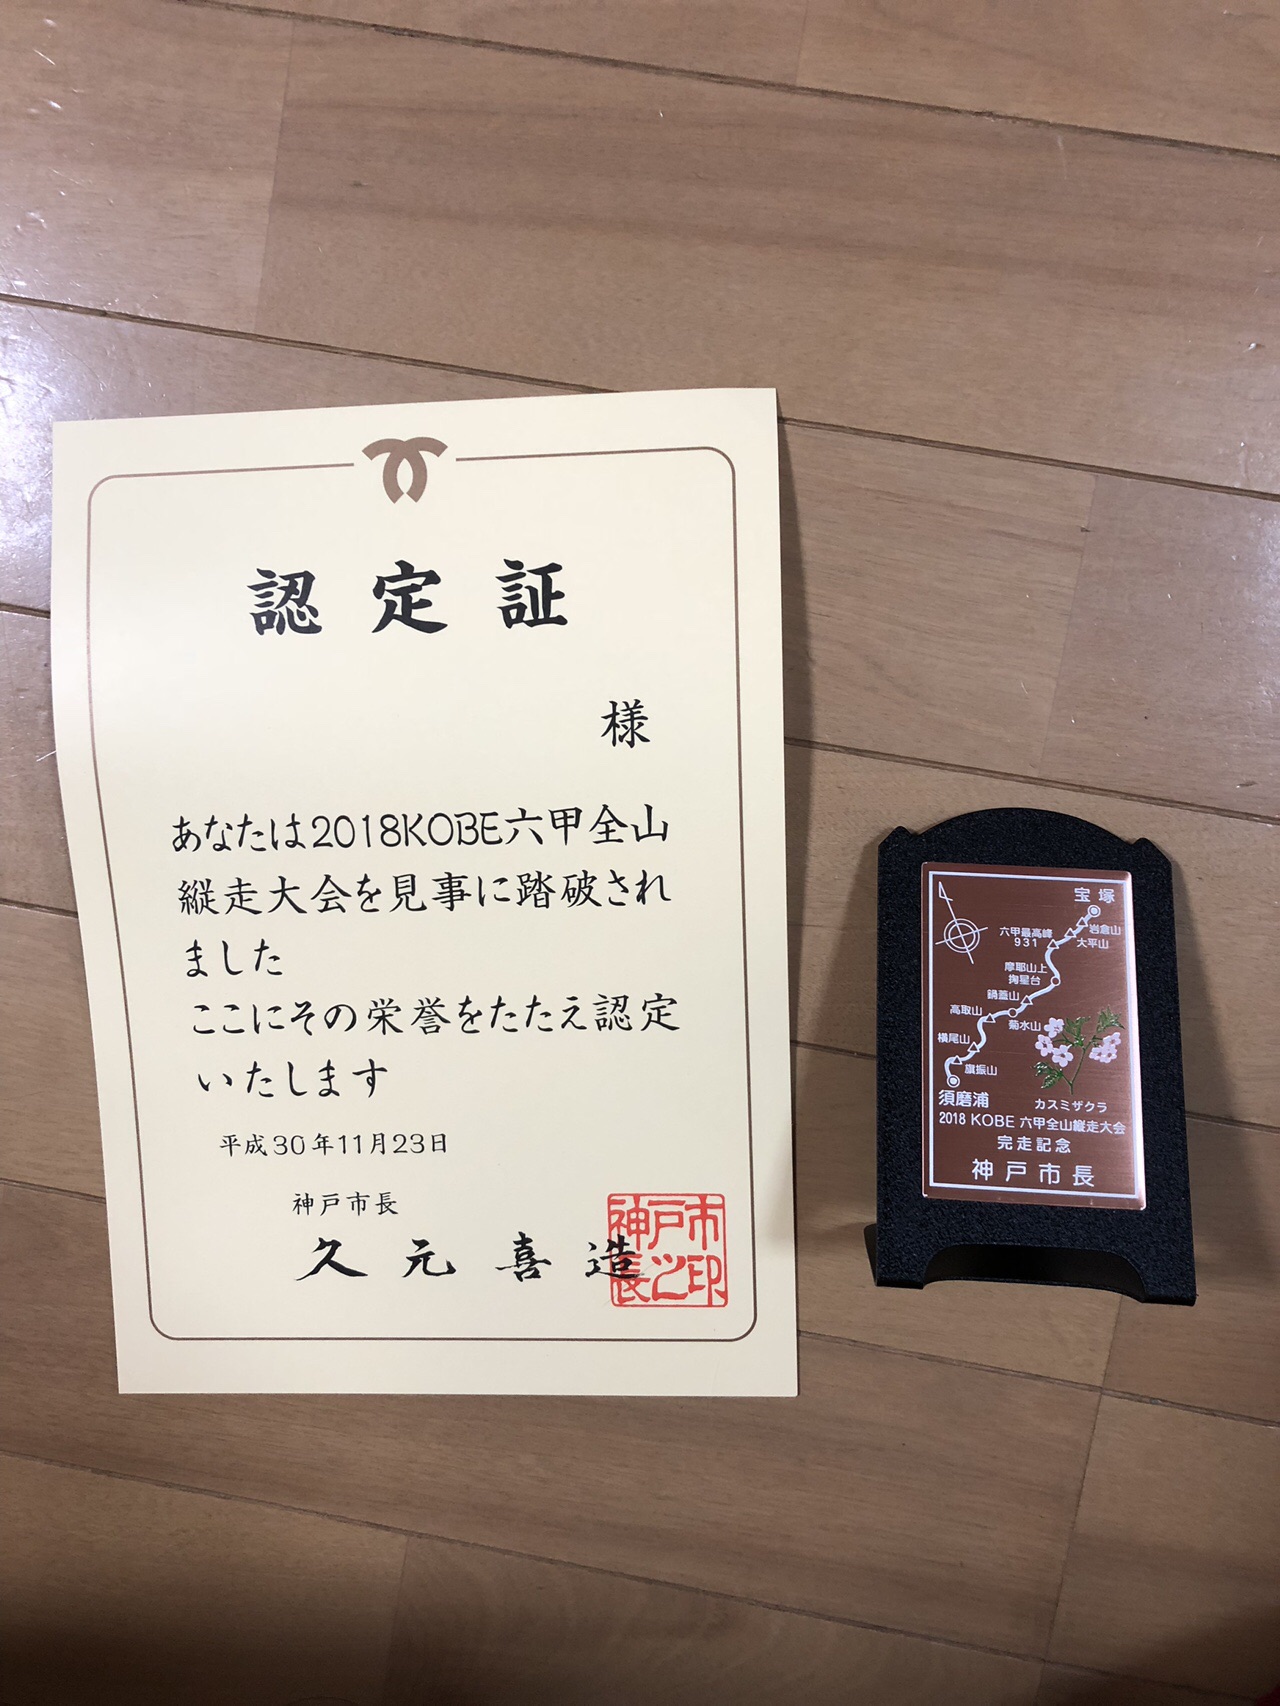 認定証
様
あなたは2018KOBE六甲全山
縦走大会を見事に踏破され
ました
ここにその栄誉をたたえ認定
いたします
平成30年11月23日
神戸市長
久元喜造
神戸市
長之印
宝塚
岩倉山
六甲最高峰
931
大平山
摩耶山上
掬星台
鍋蓋山
高取山
菊水山
横尾山
旗振山
須磨浦
カスミザクラ
2018 KOBE 六甲全山縦走大会
完走記念
神戸市長